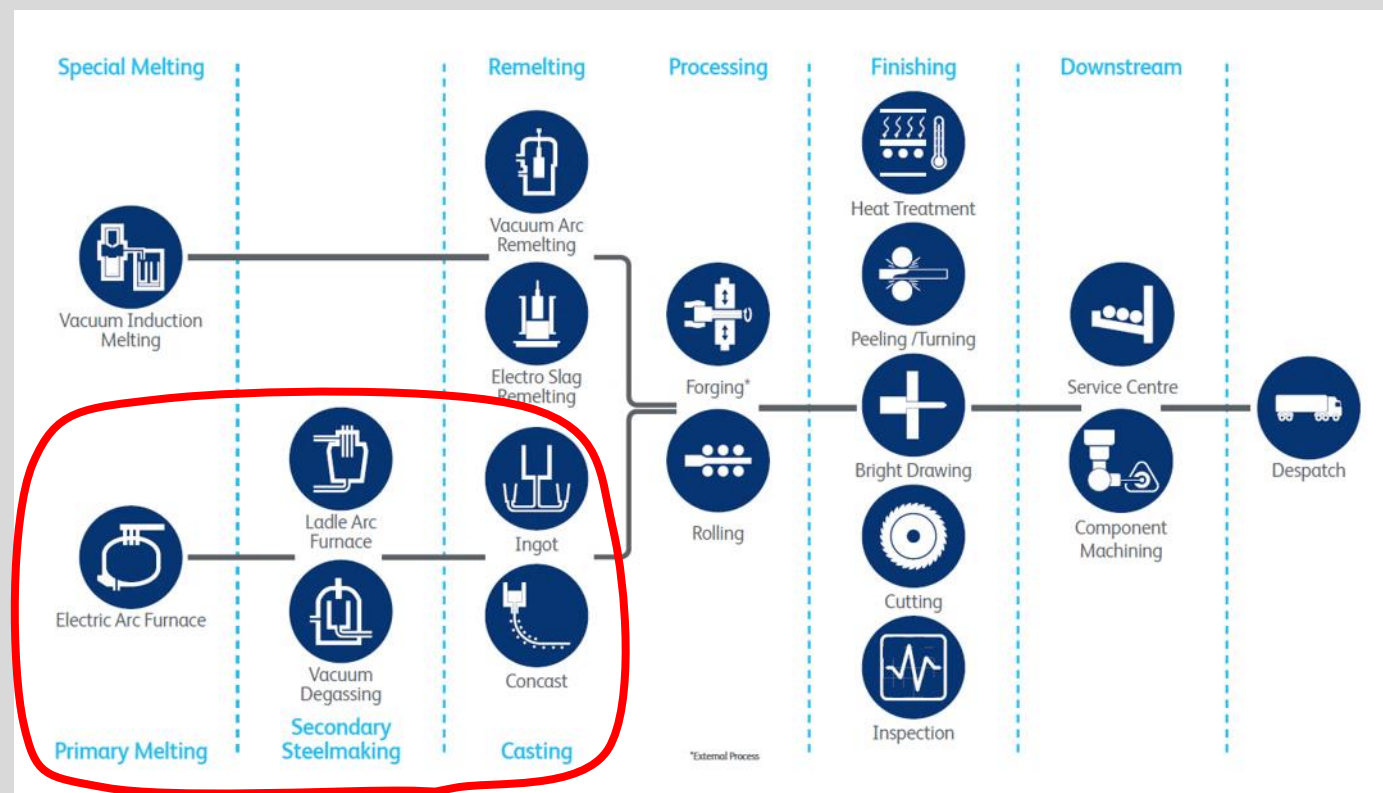 Special Melting
Remelting
Processing
Finishing
Downstream
Vacuum Induction
Melting
Vacuum Arc
Remelting
Electro Slag
Remelting
Forging*
Rolling
Heat Treatment
Peeling /Turning
Bright Drawing
Cutting
Inspection
Service Centre
Component
Machining
Despatch
Electric Arc Furnace
Ladle Arc
Furnace
Vacuum
Degassing
Ingot
Concast
Primary Melting
Secondary
Steelmaking
Casting
*External Process